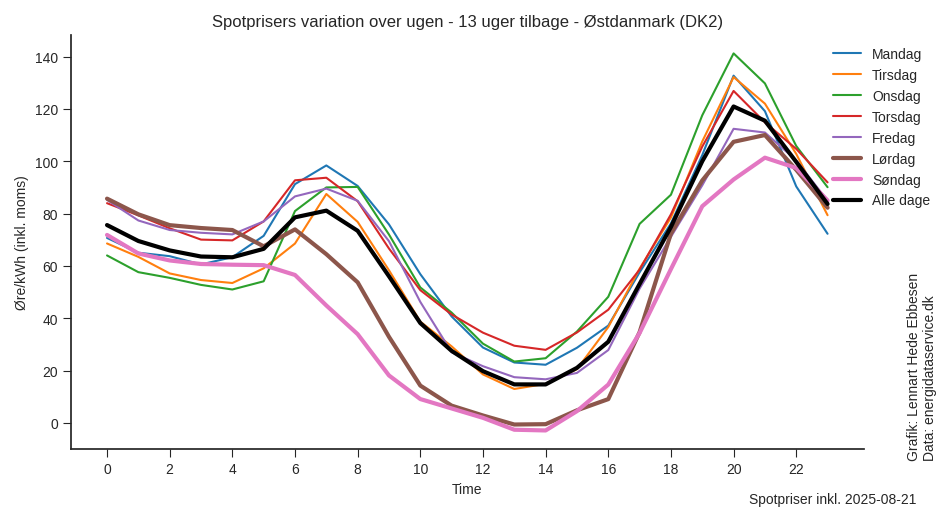 Spotprisers variation over ugen - 13 uger tilbage - Østdanmark (DK2)
Øre/kWh (inkl. moms)
140
120
100
80
60
40
20
0
0 2 4 6 8 10 12 14 16 18 20 22
Time
Mandag
Tirsdag
Onsdag
Torsdag
Fredag
Lørdag
Søndag
Alle dage
Grafik: Lennart Hede Ebbesen
Data: energidataservice.dk
Spotpriser inkl. 2025-08-21